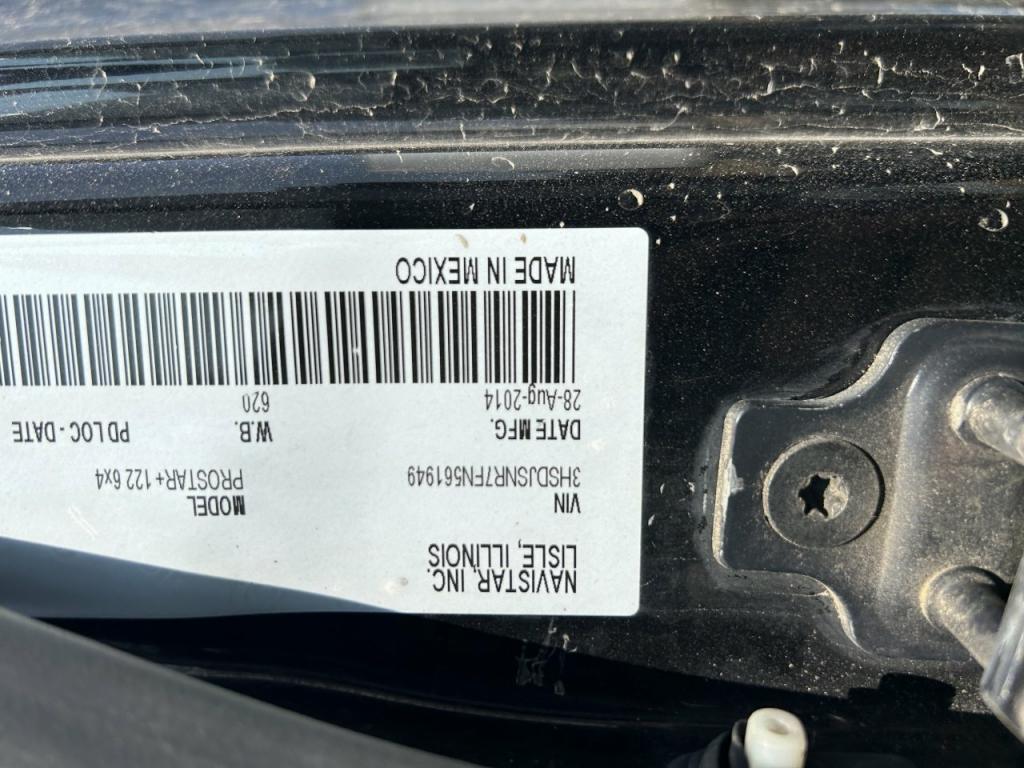 NAVISTAR, INC.
LISLE, ILLINOIS
VIN
3HSDJSNR7FN561949
MODEL
PROSTAR+122 6x4
DATE MFG.
28-Aug-2014
W.B.
620
PD LOC - DATE
MADE IN MEXICO